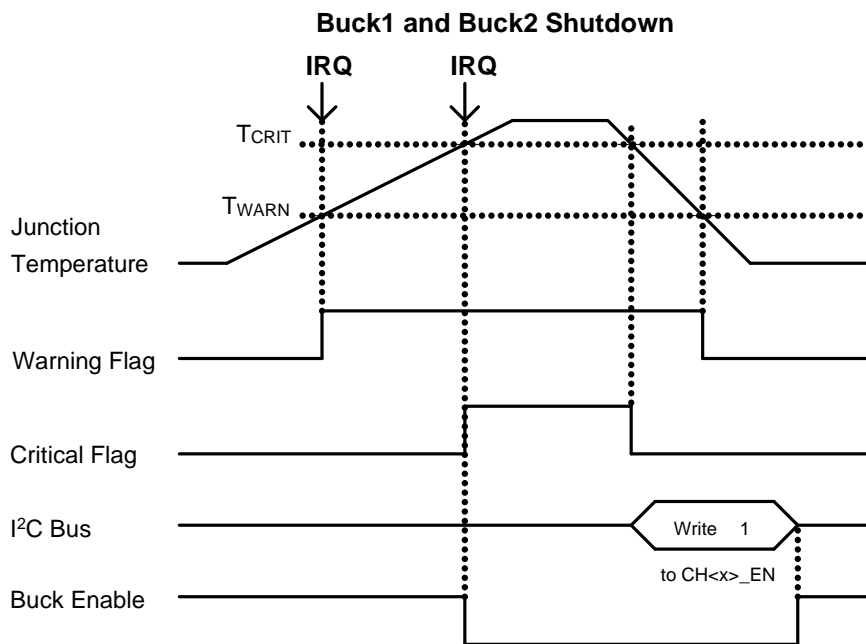 Buck1 and Buck2 Shutdown
IRQ IRQ
TCRIT
TWARN
Junction
Temperature
Warning Flag
Critical Flag
I²C Bus
Write 1
to CH<x>_EN
Buck Enable